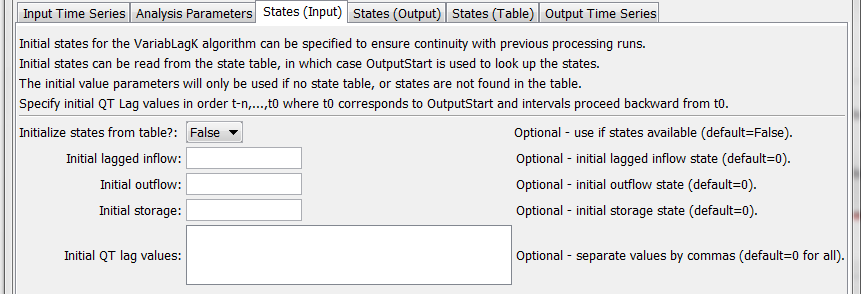 Input Time Series Analysis Parameters States (Input) States (Output) States (Table) Output Time Series
Initial states for the VariabLagK algorithm can be specified to ensure continuity with previous processing runs.
Initial states can be read from the state table, in which case OutputStart is used to look up the states.
The initial value parameters will only be used if no state table, or states are not found in the table.
Specify initial QT Lag values in order t-n,...,t0 where t0 corresponds to OutputStart and intervals proceed backward from t0.
Initialize states from table?: False Optional - use if states available (default=False).
Initial lagged inflow: Optional - initial lagged inflow state (default=0).
Initial outflow: Optional - initial outflow state (default=0).
Initial storage: Optional - initial storage state (default=0).
Initial QT lag values: Optional - separate values by commas (default=0 for all).